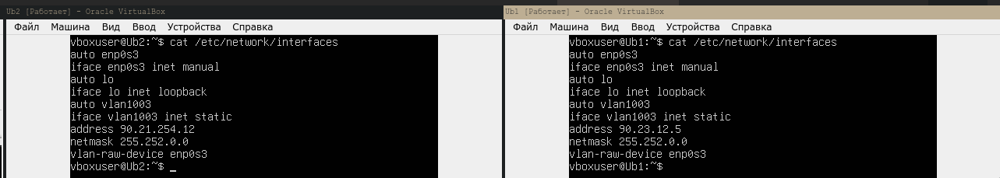 Ub2 [Работает] - Oracle VirtualBox
Файл Машина Вид Ввод Устройства Справка
vboxuser@Ub2:~$ cat /etc/network/interfaces
auto enp0s3
iface enp0s3 inet manual
auto lo
iface lo inet loopback
auto vlan1003
iface vlan1003 inet static
address 90.21.254.12
netmask 255.252.0.0
vlan-raw-device enp0s3
vboxuser@Ub2:~$ _
Ub1 [Работает] - Oracle VirtualBox
Файл Машина Вид Ввод Устройства Справка
vboxuser@Ub1:~$ cat /etc/network/interfaces
auto enp0s3
iface enp0s3 inet manual
auto lo
iface lo inet loopback
auto vlan1003
iface vlan1003 inet static
address 90.23.12.5
netmask 255.252.0.0
vlan-raw-device enp0s3
vboxuser@Ub1:~$